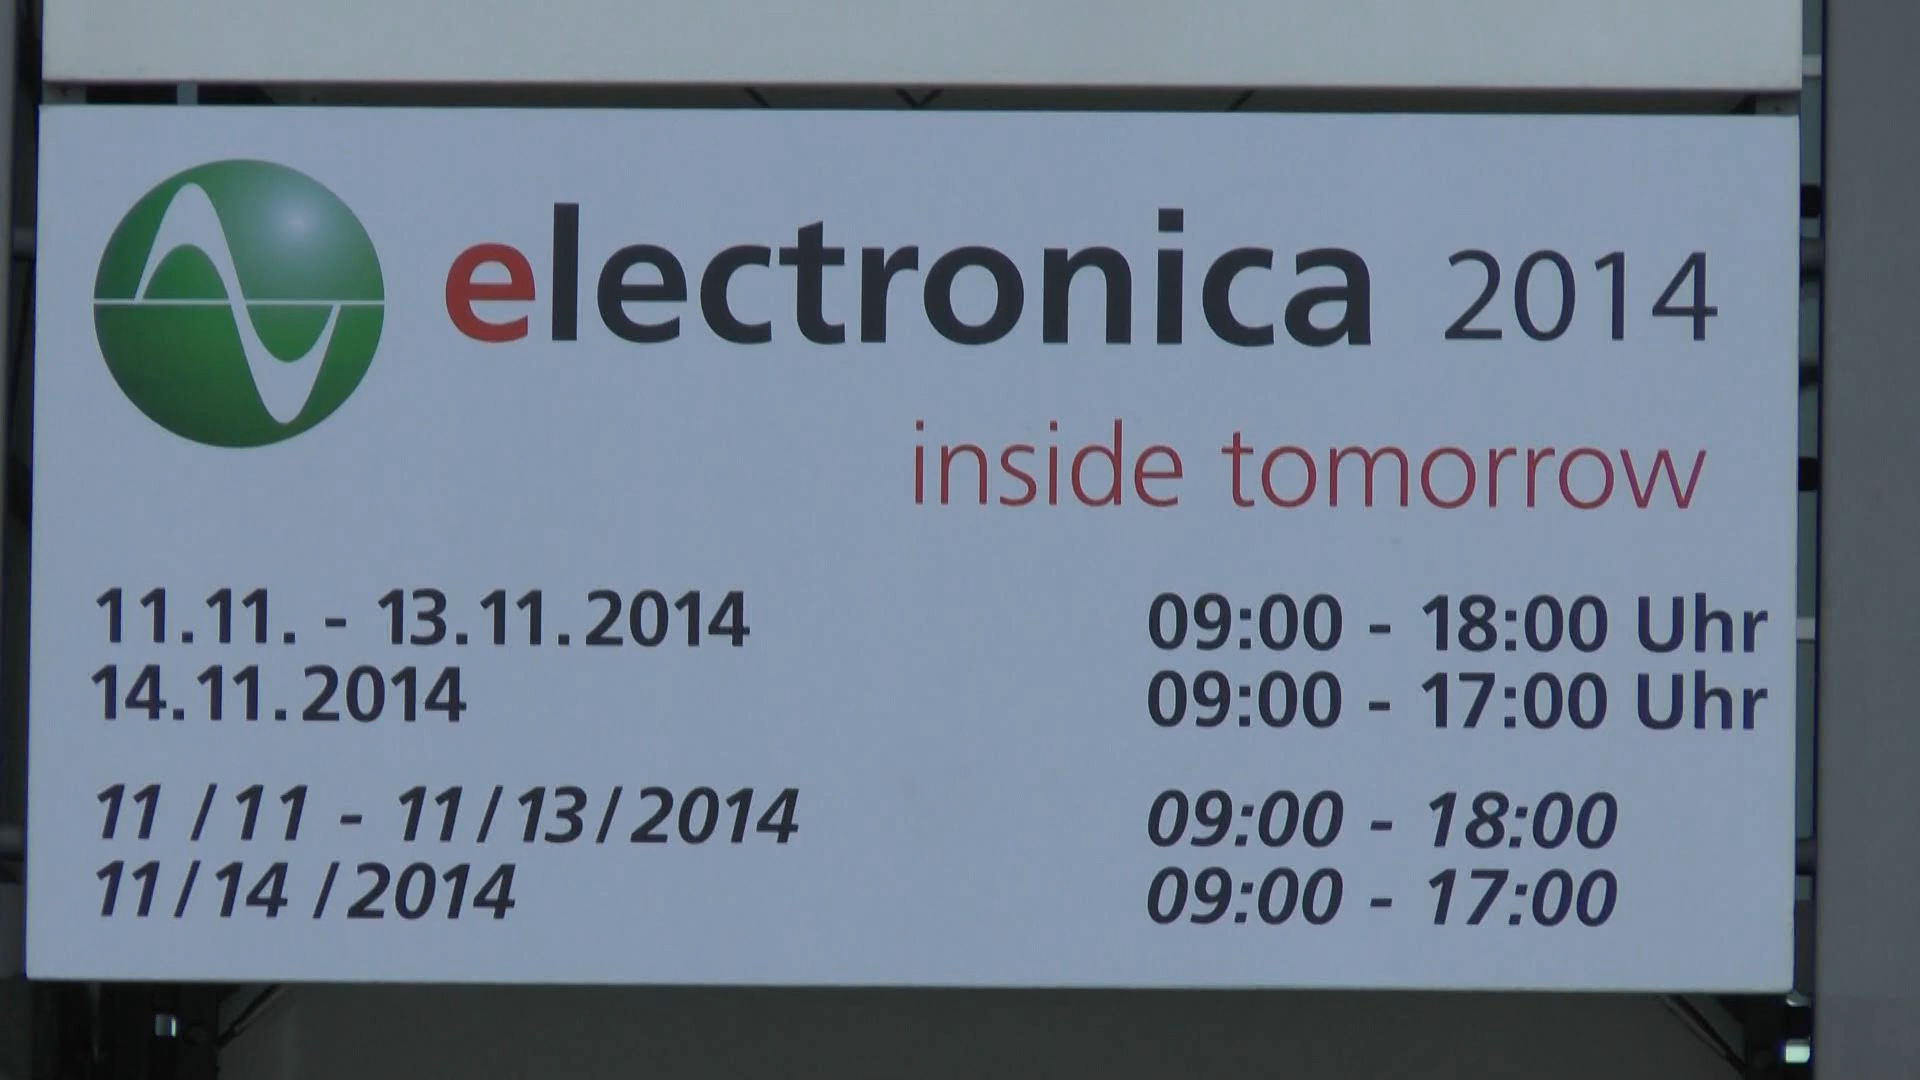 electronica 2014
inside tomorrow
11.11. - 13.11.2014 09:00 - 18:00 Uhr
14.11.2014 09:00 - 17:00 Uhr
11/11 - 11/13/2014 09:00 - 18:00
11/14/2014 09:00 - 17:00